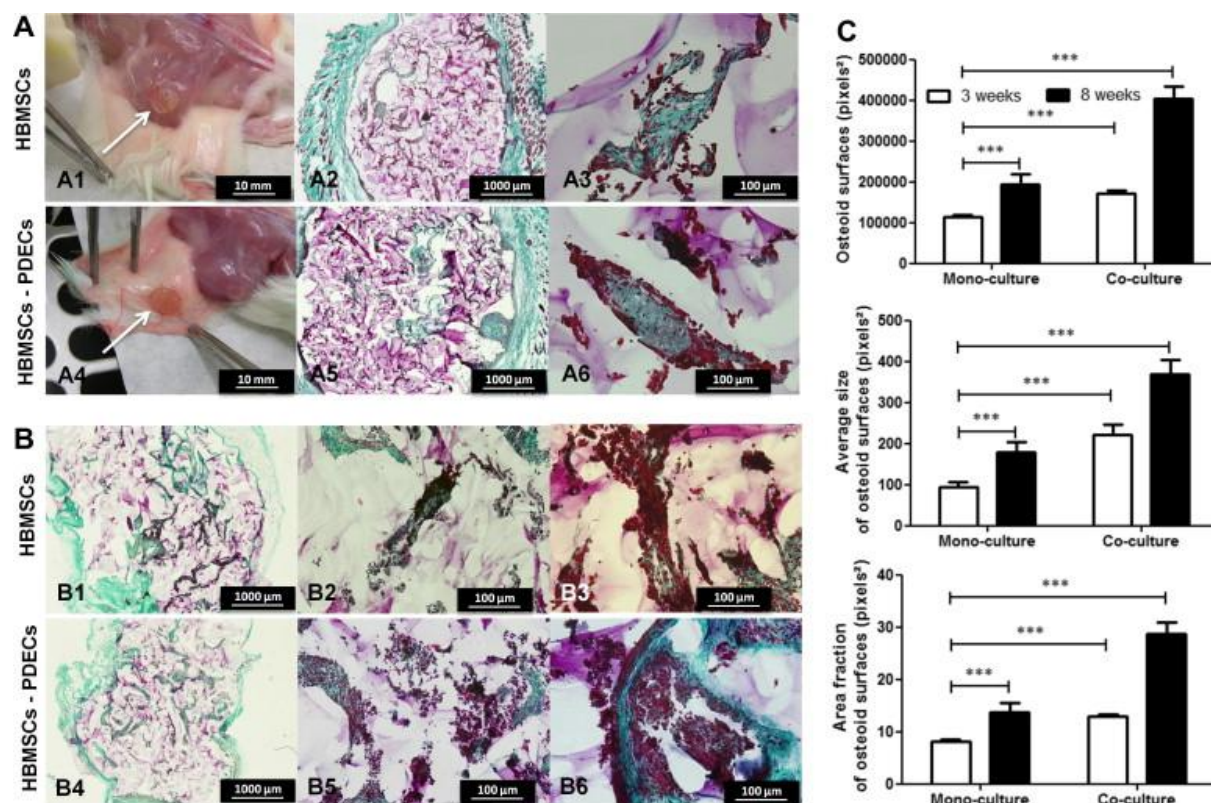 A
HBMSCs
A1
10 mm
A2
1000 µm
A3
100 µm
HBMSCs - PDECs
A4
10 mm
A5
1000 µm
A6
100 µm
B
HBMSCs
B1
1000 µm
B2
100 µm
B3
100 µm
HBMSCs - PDECs
B4
1000 µm
B5
100 µm
B6
100 µm
C
Osteoid surfaces (pixels²)
500000
400000
300000
200000
100000
0
***
3 weeks
8 weeks
***
***
Mono-culture
Co-culture
Average size
of osteoid surfaces (pixels²)
500
400
300
200
100
0
***
***
***
Mono-culture
Co-culture
Area fraction
of osteoid surfaces (pixels²)
40
30
20
10
0
***
***
***
Mono-culture
Co-culture